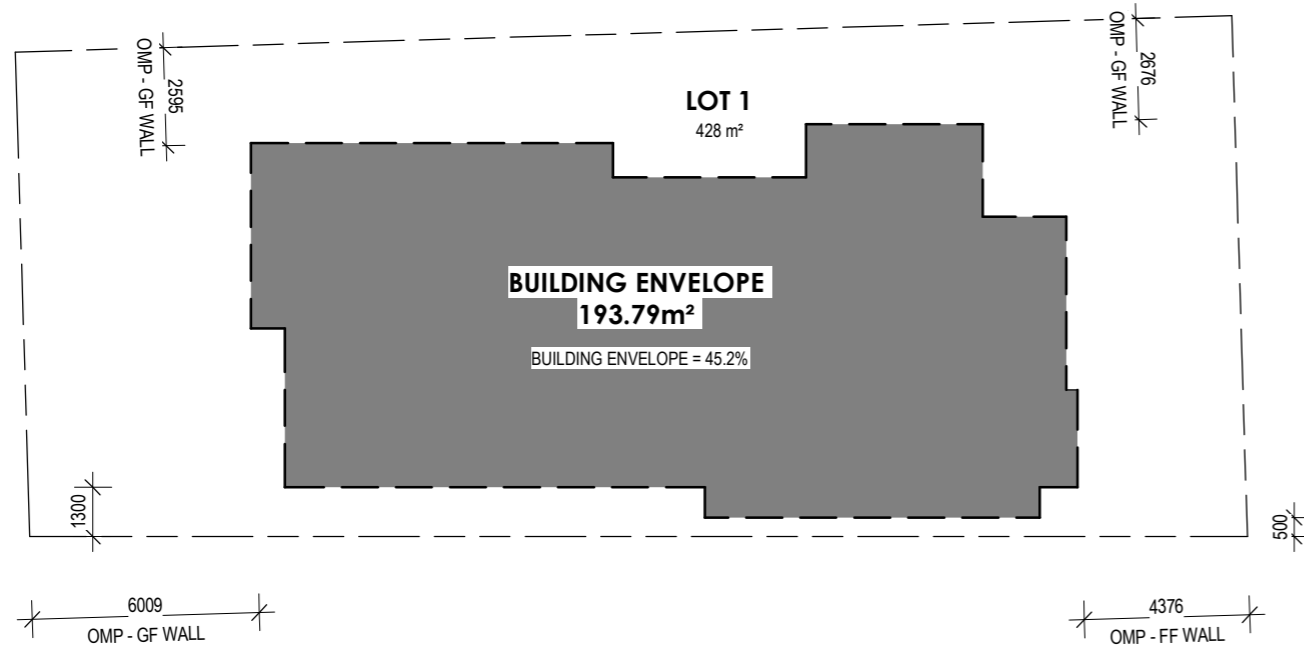 OMP - GF WALL
2595
OMP - GF WALL
2676
LOT 1
428 m²
BUILDING ENVELOPE
193.79m²
BUILDING ENVELOPE = 45.2%
1300
500
6009
OMP - GF WALL
4376
OMP - FF WALL